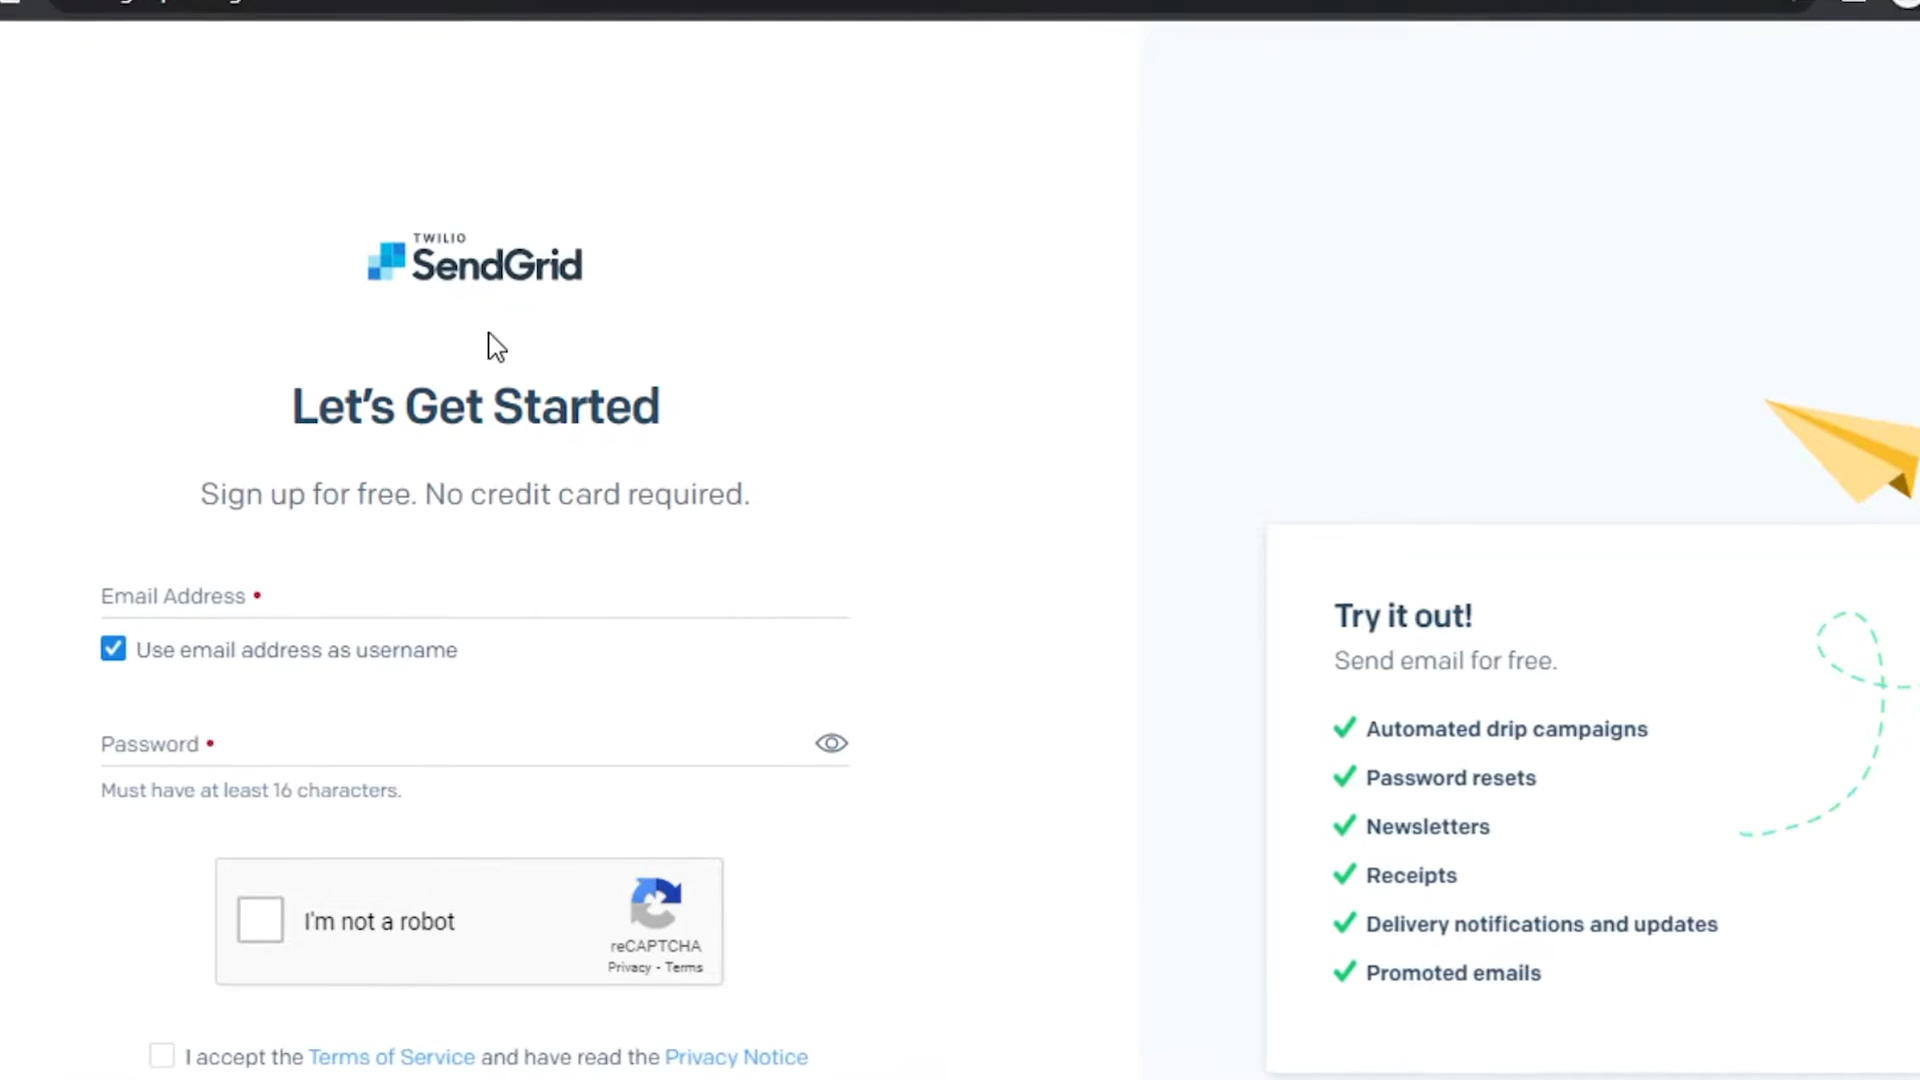 TWILIO
SendGrid
Let's Get Started
Sign up for free. No credit card required.
Email Address •
Use email address as username
Password •
Must have at least 16 characters.
I'm not a robot
reCAPTCHA
Privacy - Terms
I accept the Terms of Service and have read the Privacy Notice
Try it out!
Send email for free.
Automated drip campaigns
Password resets
Newsletters
Receipts
Delivery notifications and updates
Promoted emails